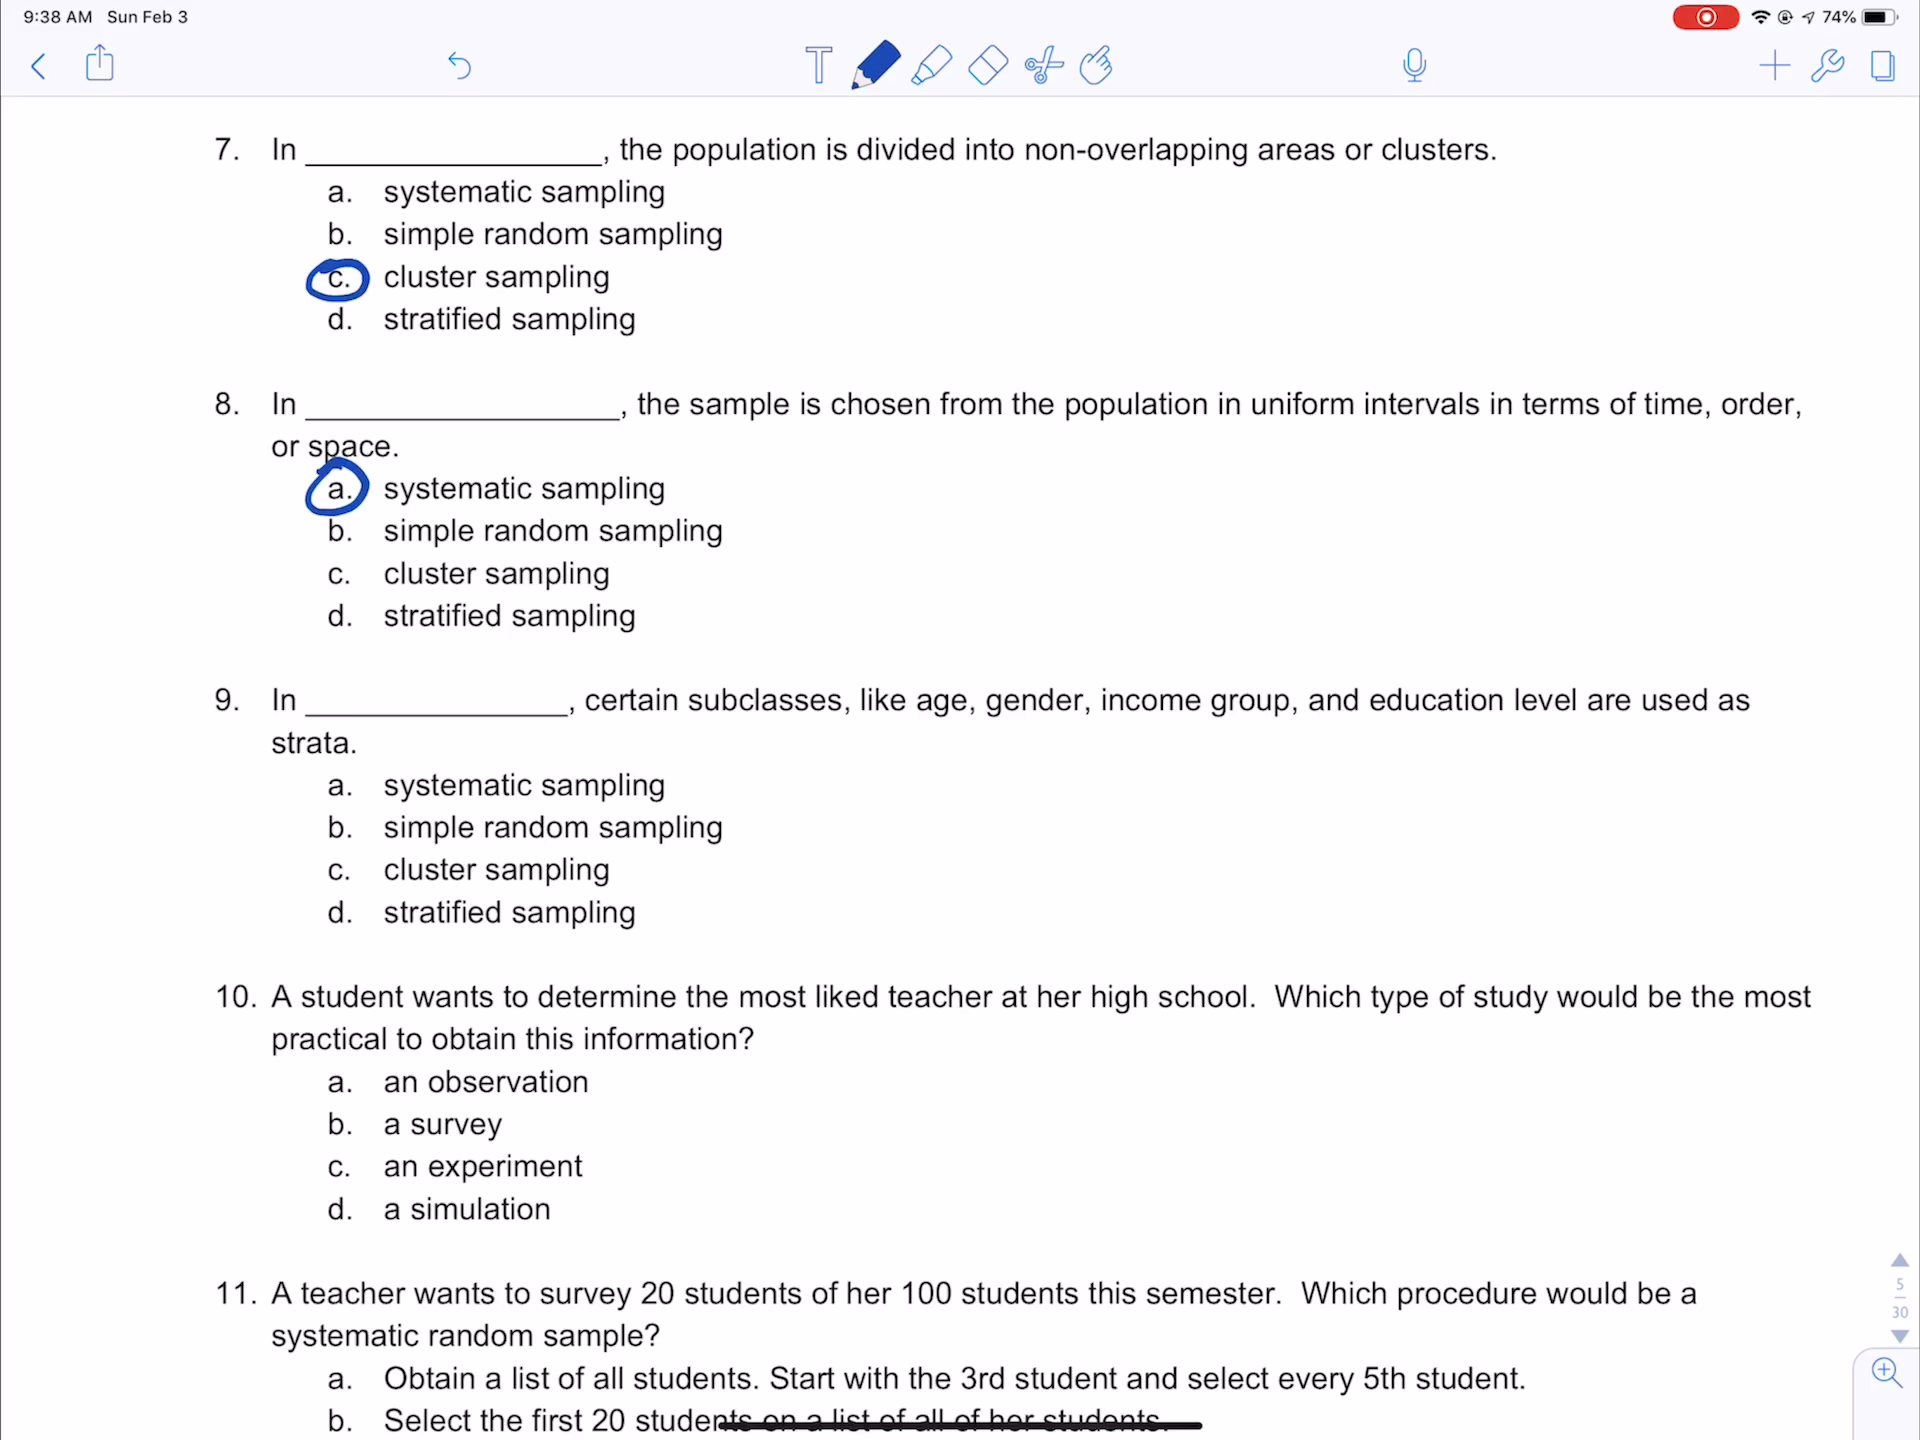 9:38 AM Sun Feb 3
74%
T
7. In ________________, the population is divided into non-overlapping areas or clusters.
a. systematic sampling
b. simple random sampling
c. cluster sampling
d. stratified sampling
8. In _________________, the sample is chosen from the population in uniform intervals in terms of time, order,
or space.
a. systematic sampling
b. simple random sampling
c. cluster sampling
d. stratified sampling
9. In ______________, certain subclasses, like age, gender, income group, and education level are used as
strata.
a. systematic sampling
b. simple random sampling
c. cluster sampling
d. stratified sampling
10. A student wants to determine the most liked teacher at her high school. Which type of study would be the most
practical to obtain this information?
a. an observation
b. a survey
c. an experiment
d. a simulation
11. A teacher wants to survey 20 students of her 100 students this semester. Which procedure would be a
systematic random sample?
a. Obtain a list of all students. Start with the 3rd student and select every 5th student.
b. Select the first 20 students on a list of all of her students.
5
30